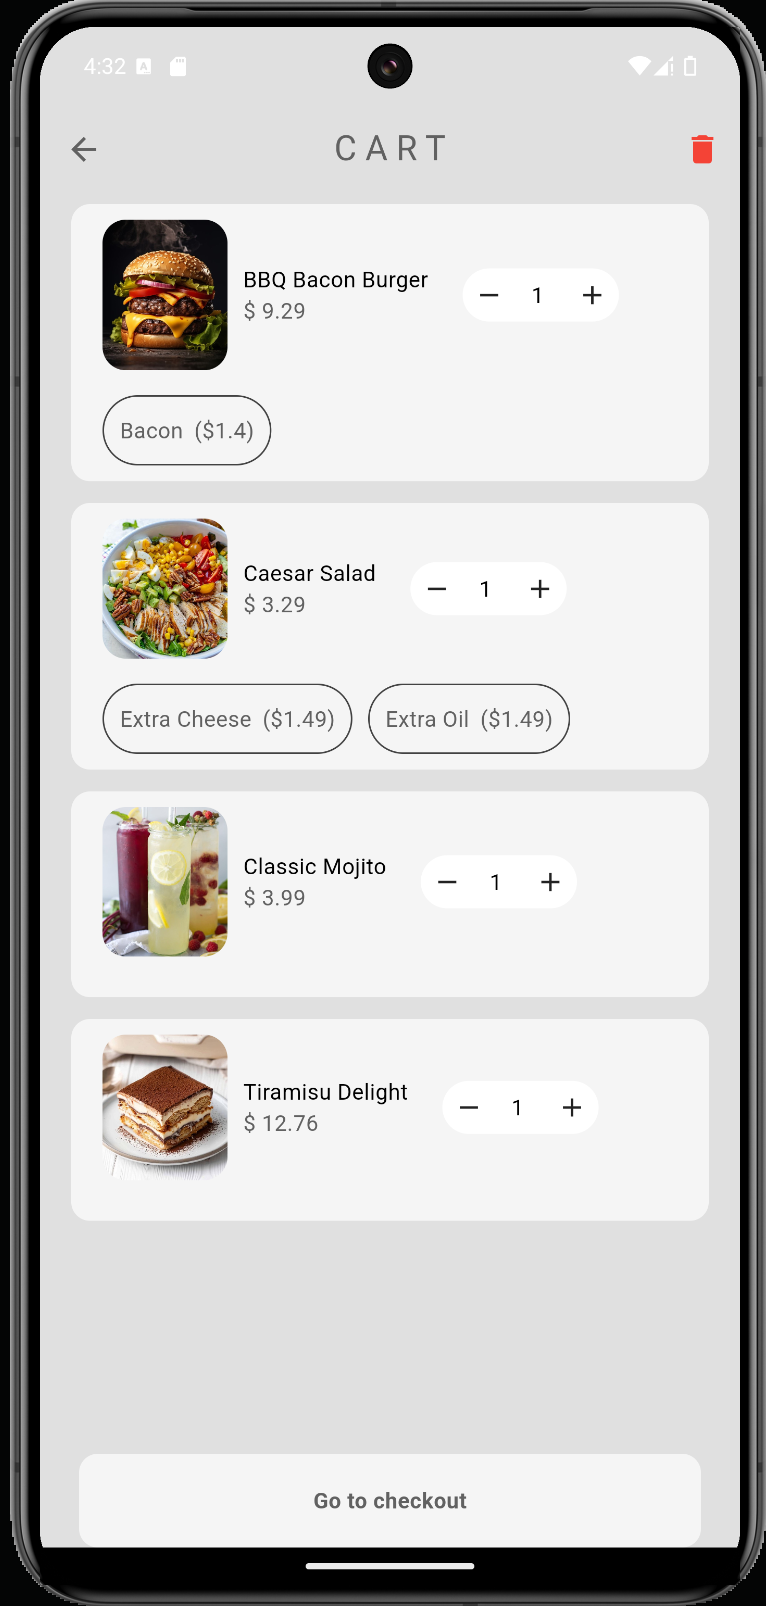 4:32
CART
BBQ Bacon Burger
$ 9.29
1
Bacon ($1.4)
Caesar Salad
$ 3.29
1
Extra Cheese ($1.49)
Extra Oil ($1.49)
Classic Mojito
$ 3.99
1
Tiramisu Delight
$ 12.76
1
Go to checkout